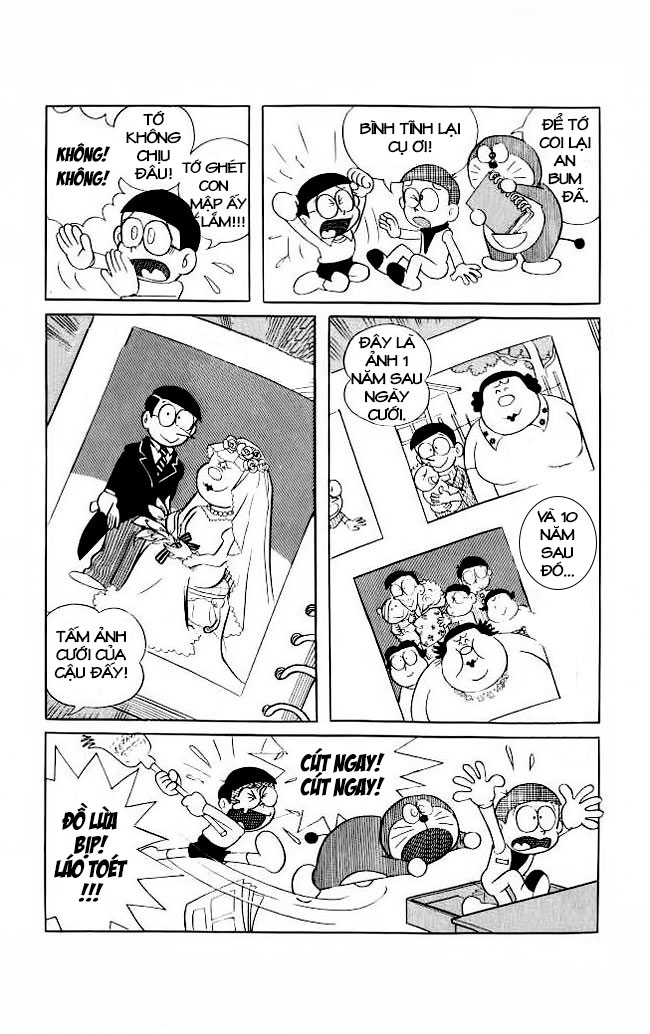 KHÔNG!
KHÔNG!
TỚ
KHÔNG
CHỊU
ĐÂU!
TỚ GHÉT
CON
MẬP ẤY
LẮM!!!
BÌNH TĨNH LẠI
CỤ ƠI!
ĐỂ TỚ
COI LẠI
AN
BUM
ĐÃ.
TẤM ẢNH
CƯỚI CỦA
CẬU ĐẤY!
ĐÂY LÁ
ẢNH 1
NĂM SAU
NGÀY
CƯỚI.
VÀ 10
NĂM
SAU
ĐÓ...
ĐỒ LỪA
BỊP!
LÁO TOÉT
!!!
CÚT NGAY!
CÚT NGAY!